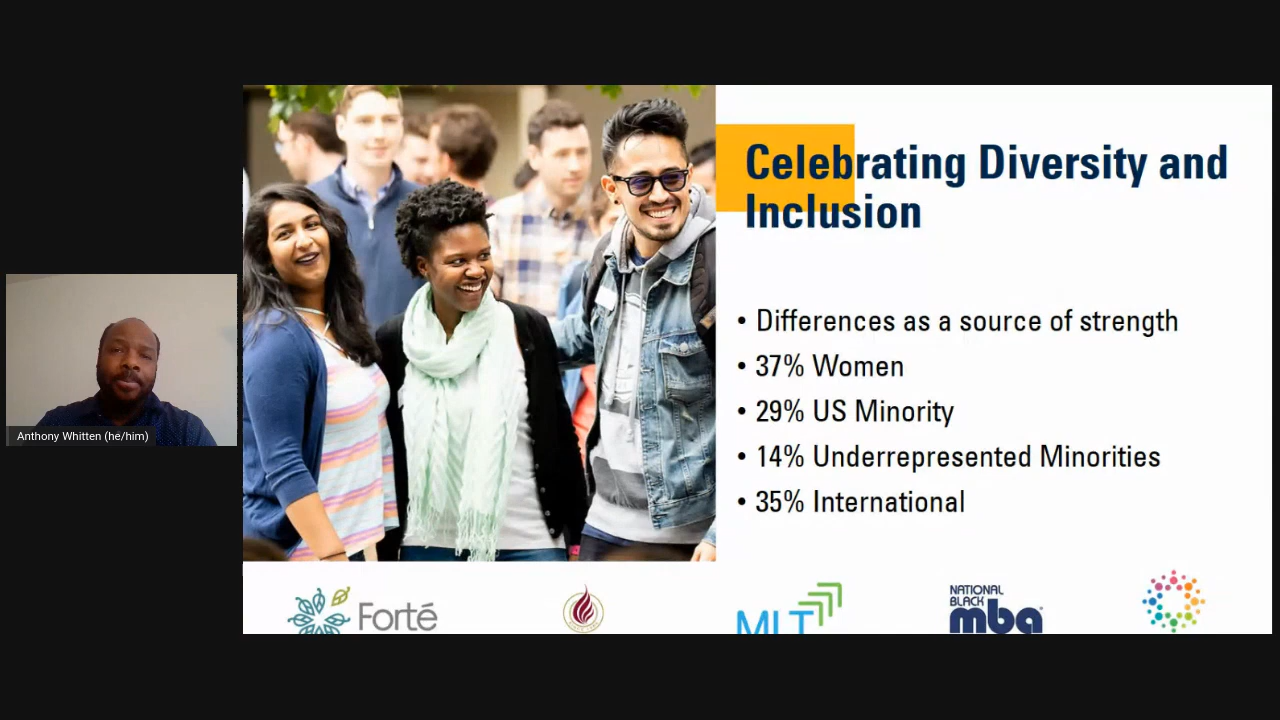 Celebrating Diversity and
Inclusion
• Differences as a source of strength
• 37% Women
• 29% US Minority
• 14% Underrepresented Minorities
• 35% International
Anthony Whitten (he/him)
Forté
MLT
NATIONAL
BLACK
mba